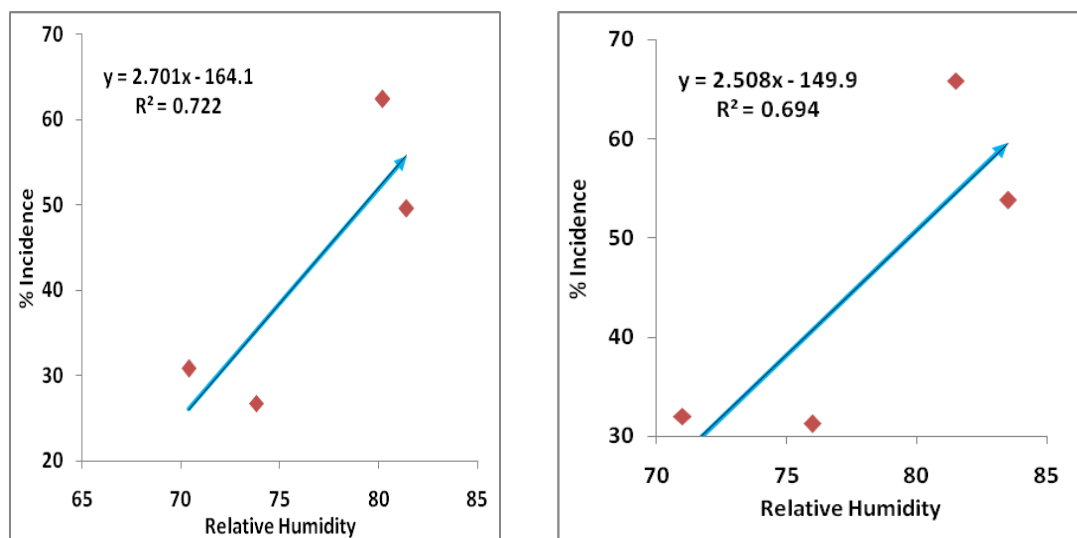 70
y = 2.701x - 164.1
R² = 0.722
60
50
40
30
20
% Incidence
65 70 75 80 85
Relative Humidity
70
y = 2.508x - 149.9
R² = 0.694
60
50
40
30
% Incidence
70 75 80 85
Relative Humidity